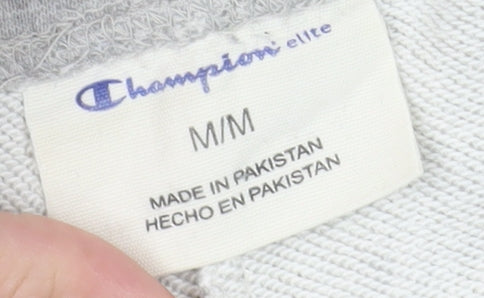 Champion elite
M/M
MADE IN PAKISTAN
HECHO EN PAKISTAN